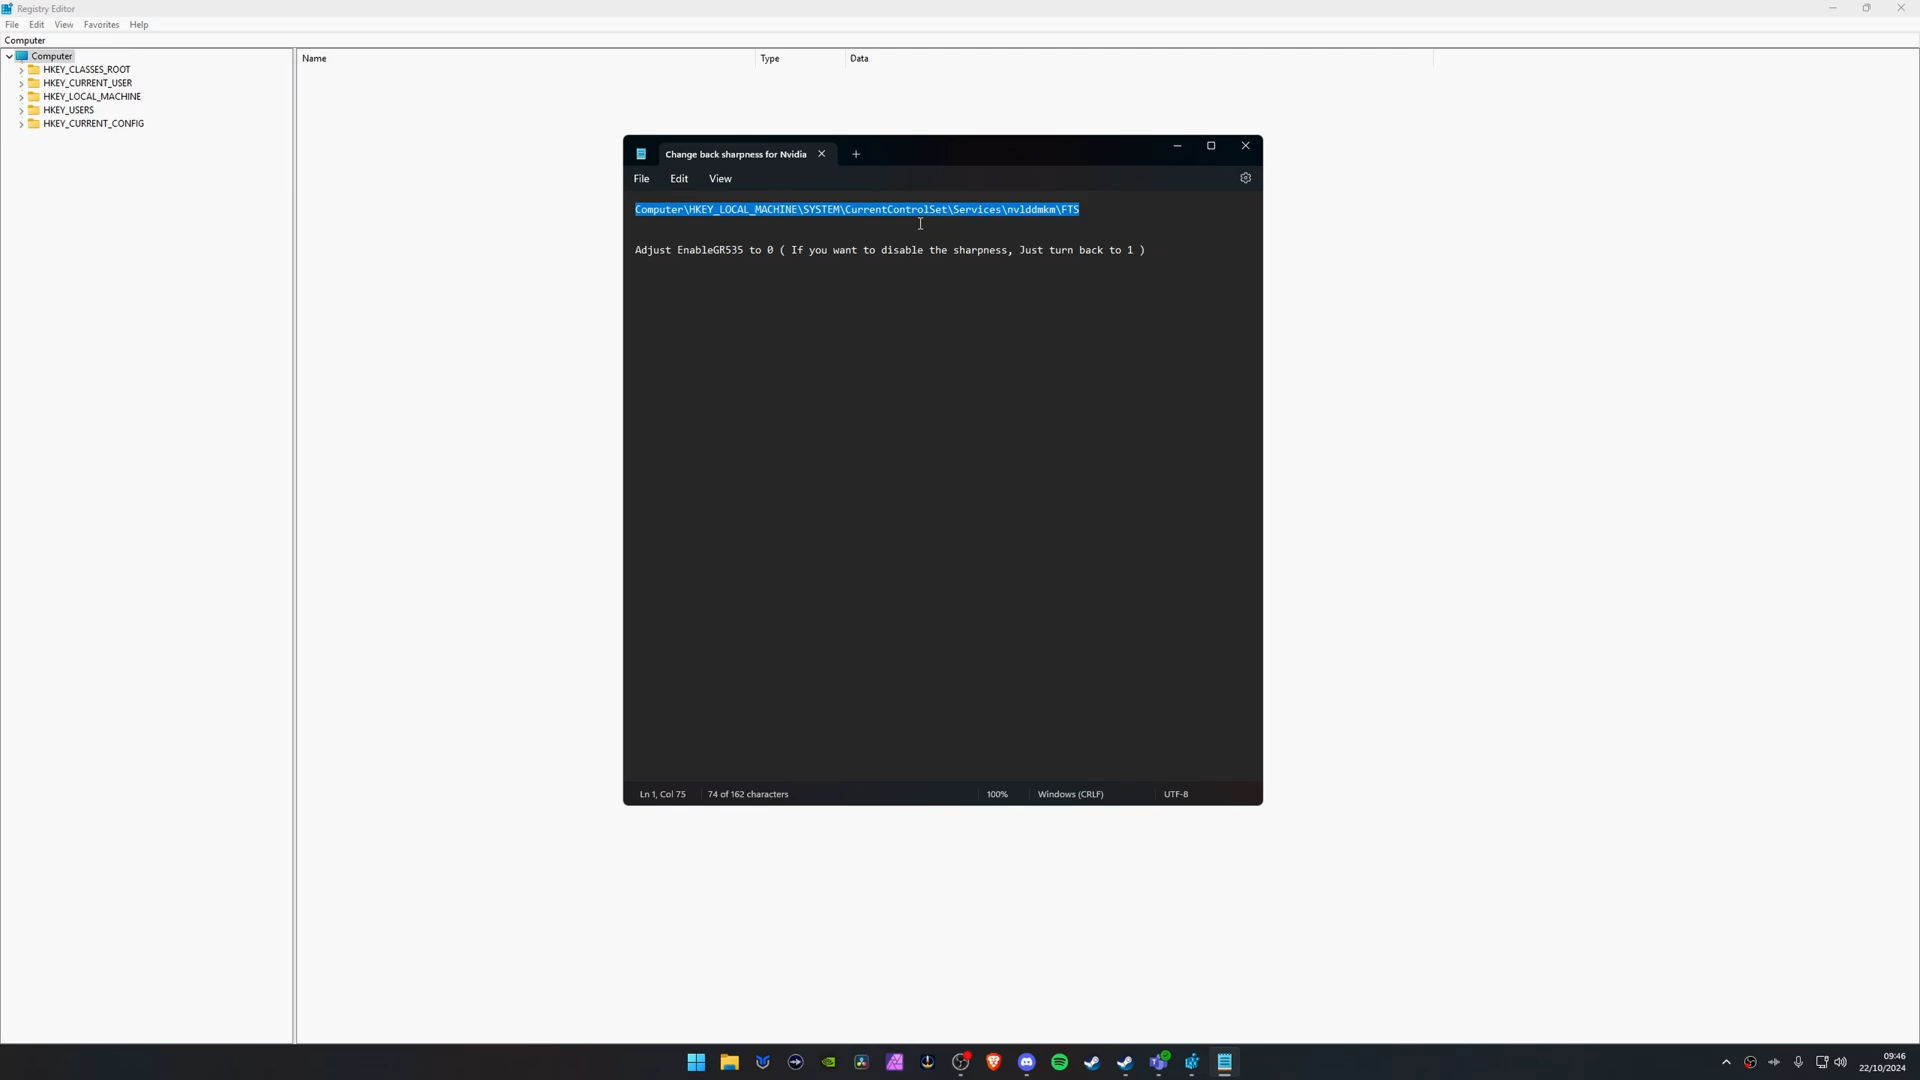 Registry Editor
File Edit View Favorites Help
Computer
Computer
HKEY_CLASSES_ROOT
HKEY_CURRENT_USER
HKEY_LOCAL_MACHINE
HKEY_USERS
HKEY_CURRENT_CONFIG
Name Type Data
Change back sharpness for Nvidia
File Edit View
Computer\HKEY_LOCAL_MACHINE\SYSTEM\CurrentControlSet\Services\nvlddmkm\FTS
Adjust EnableGR535 to 0 ( If you want to disable the sharpness, Just turn back to 1 )
Ln 1, Col 75 74 of 162 characters 100% Windows (CRLF) UTF-8
09:46
22/10/2024